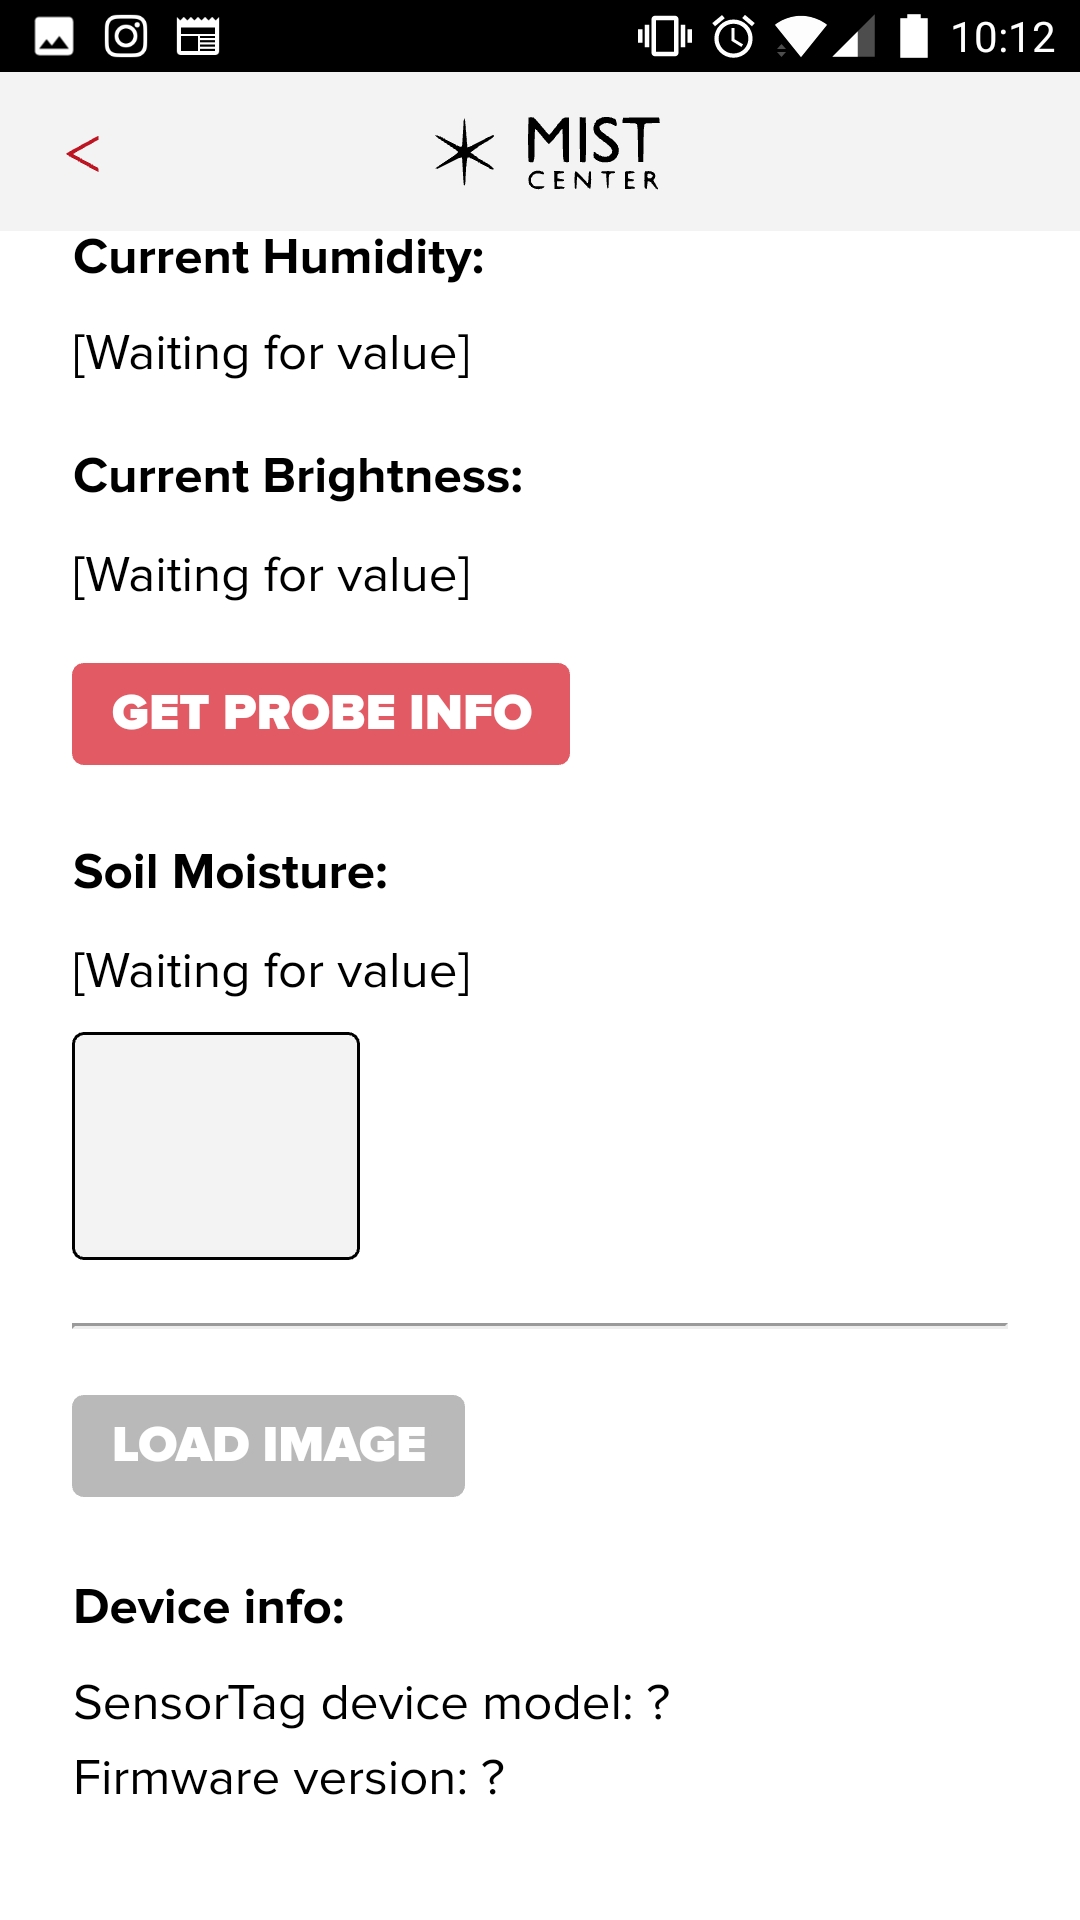 10:12
<
MIST
CENTER
Current Humidity:
[Waiting for value]
Current Brightness:
[Waiting for value]
GET PROBE INFO
Soil Moisture:
[Waiting for value]
LOAD IMAGE
Device info:
SensorTag device model: ?
Firmware version: ?